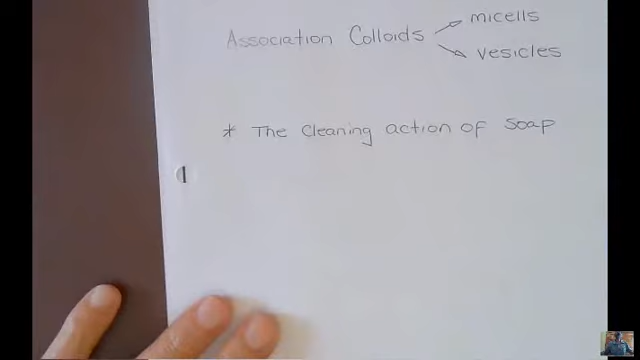 Association Colloids micells
vesicles
* The Cleaning action of Soap